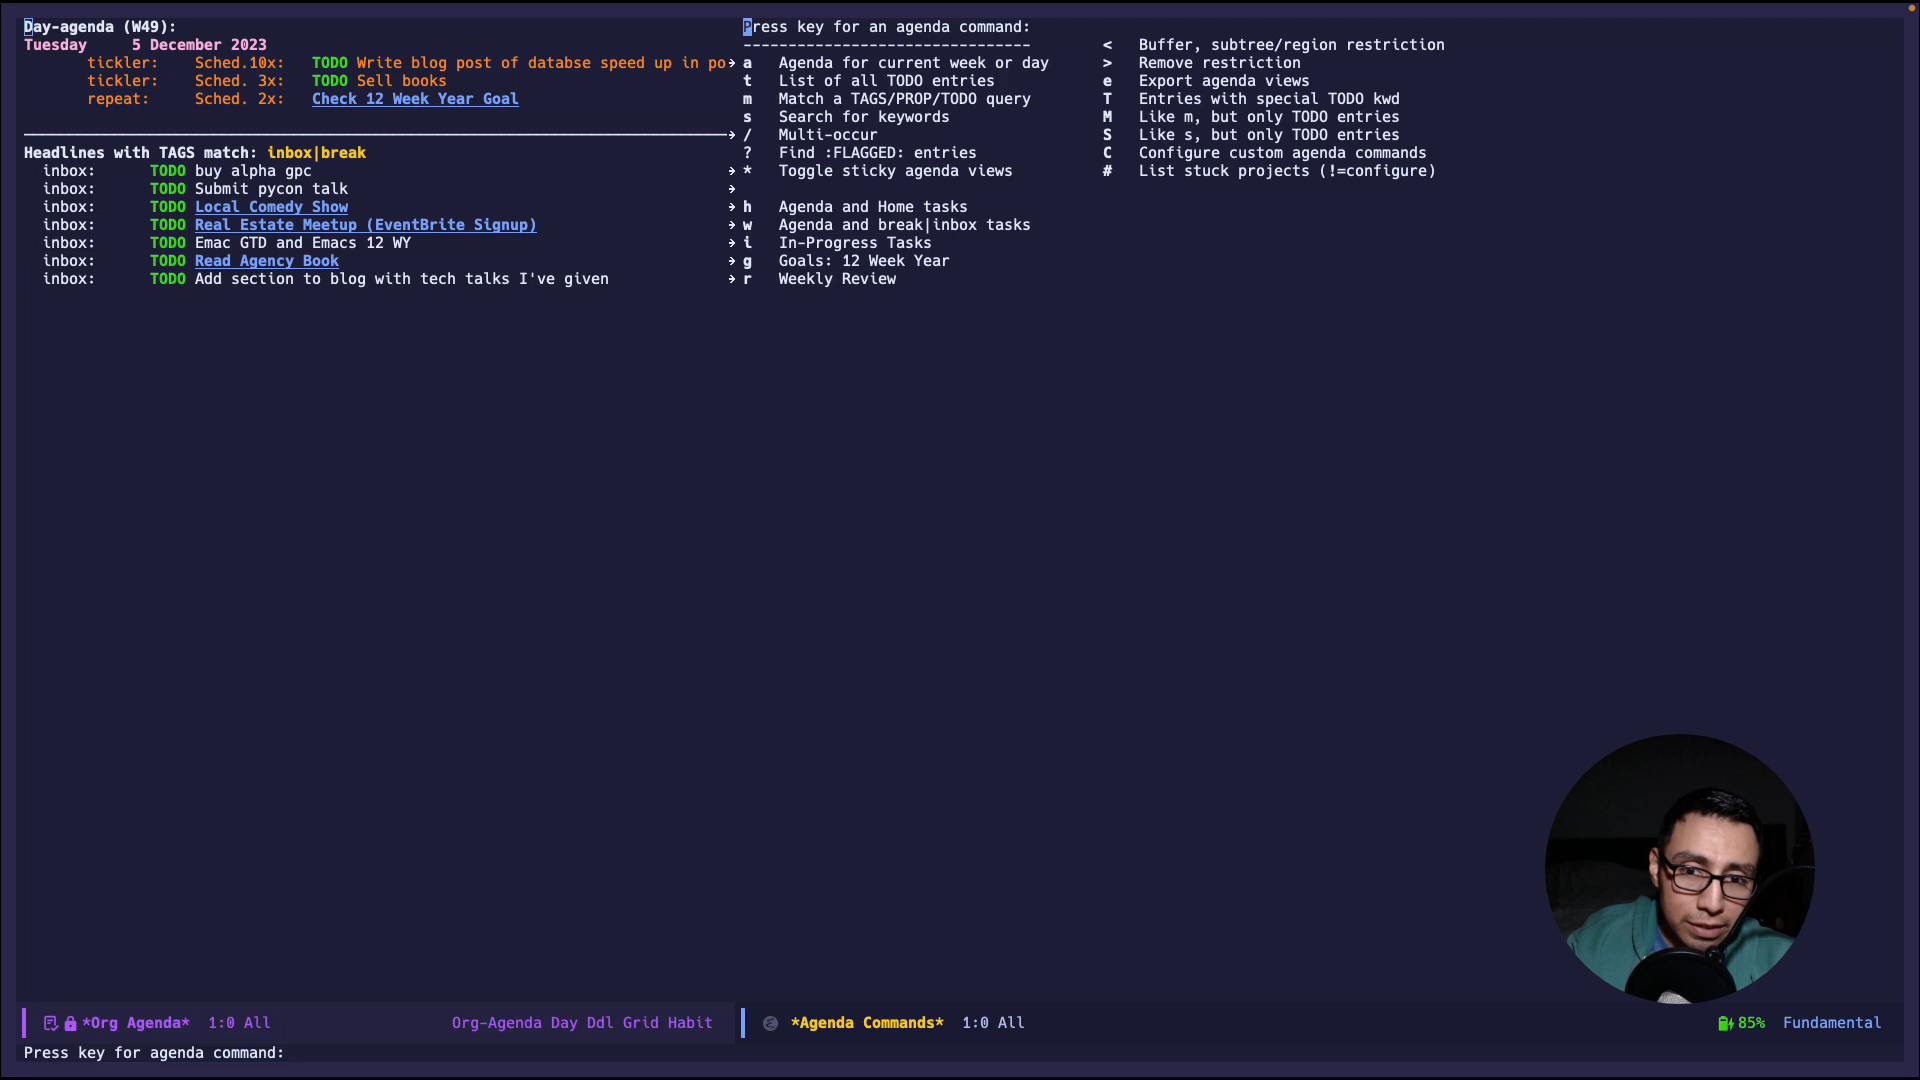 Day-agenda (W49):
Tuesday     5 December 2023
tickler:    Sched.10x:   TODO Write blog post of databse speed up in po
tickler:    Sched. 3x:   TODO Sell books
repeat:     Sched. 2x:   Check 12 Week Year Goal
Headlines with TAGS match: inbox|break
inbox:      TODO buy alpha gpc
inbox:      TODO Submit pycon talk
inbox:      TODO Local Comedy Show
inbox:      TODO Real Estate Meetup (EventBrite Signup)
inbox:      TODO Emac GTD and Emacs 12 WY
inbox:      TODO Read Agency Book
inbox:      TODO Add section to blog with tech talks I've given
Press key for an agenda command:
--------------------------------
a   Agenda for current week or day
t   List of all TODO entries
m   Match a TAGS/PROP/TODO query
s   Search for keywords
/   Multi-occur
?   Find :FLAGGED: entries
*   Toggle sticky agenda views
h   Agenda and Home tasks
w   Agenda and break|inbox tasks
i   In-Progress Tasks
g   Goals: 12 Week Year
r   Weekly Review
<   Buffer, subtree/region restriction
>   Remove restriction
e   Export agenda views
T   Entries with special TODO kwd
M   Like m, but only TODO entries
S   Like s, but only TODO entries
C   Configure custom agenda commands
#   List stuck projects (!=configure)
*Org Agenda*  1:0 All   Org-Agenda Day Ddl Grid Habit
*Agenda Commands*  1:0 All   85%  Fundamental
Press key for agenda command: